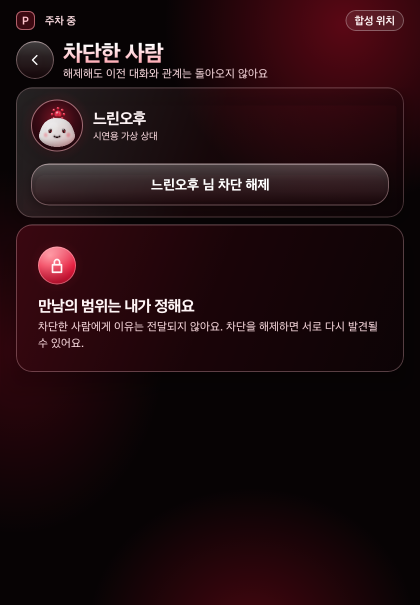 P 주차 중
합성 위치
차단한 사람
해제해도 이전 대화와 관계는 돌아오지 않아요
느린오후
시연용 가상 상대
느린오후 님 차단 해제
만남의 범위는 내가 정해요
차단한 사람에게 이유는 전달되지 않아요. 차단을 해제하면 서로 다시 발견될
수 있어요.